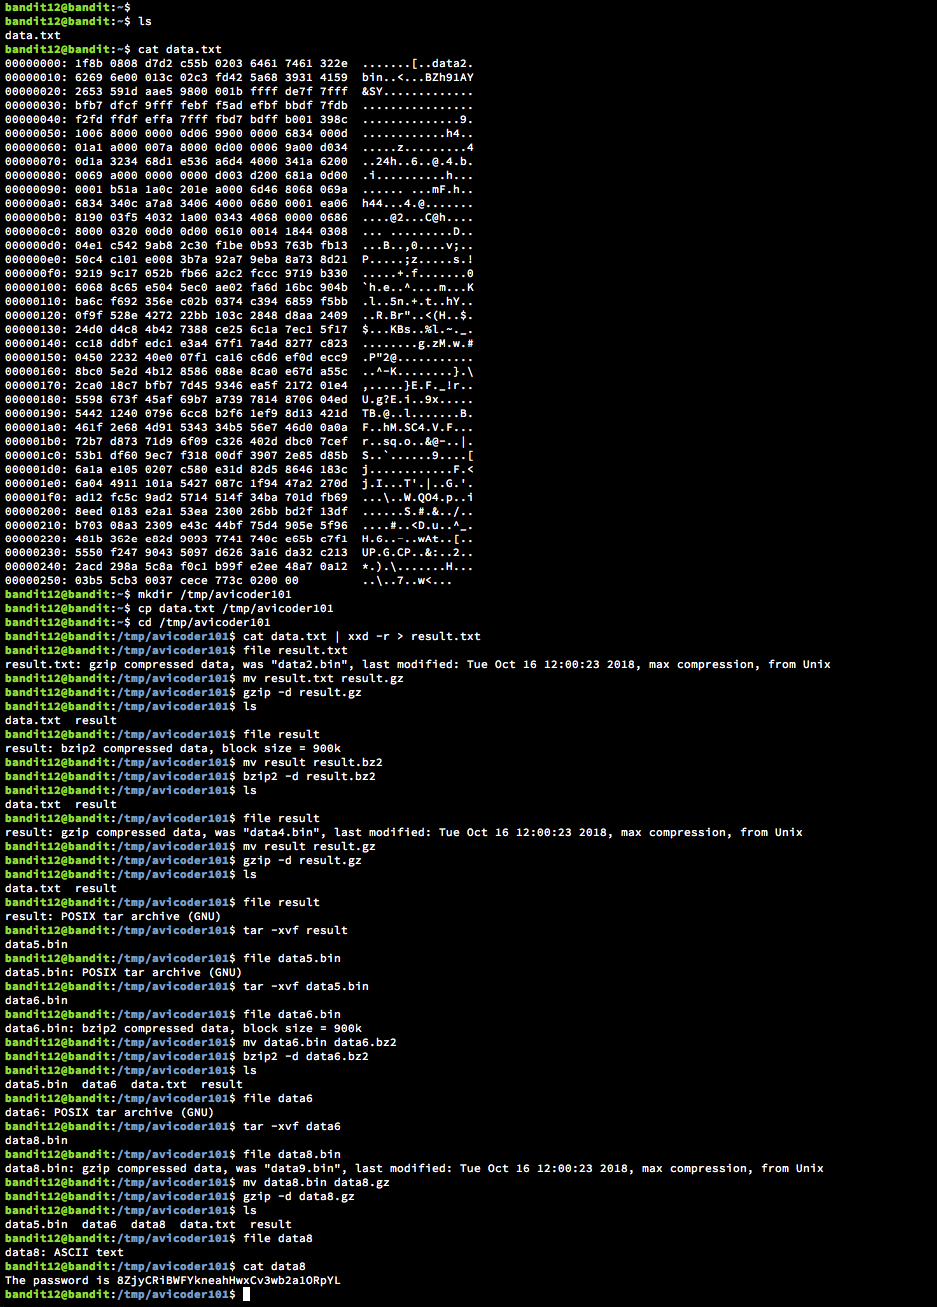 bandit12@bandit:~$
bandit12@bandit:~$ ls
data.txt
bandit12@bandit:~$ cat data.txt
00000000: 1f8b 0808 d7d2 c55b 0203 6461 7461 322e  .......[..data2.
00000010: 6269 6e00 013c 02c3 fd42 5a68 3931 4159  bin..<...BZh91AY
00000020: 2653 591d aae5 9800 001b ffff de7f 7fff  &SY.............
00000030: bfb7 dfcf 9fff febf f5ad efbf bbdf 7fdb  ................
00000040: f2fd ffdf effa 7fff fbd7 bdff b001 398c  ..............9.
00000050: 1006 8000 0000 0d06 9900 0000 6834 000d  ............h4..
00000060: 01a1 a000 007a 8000 0d00 0006 9a00 d034  .....z.........4
00000070: 0d1a 3234 68d1 e536 a6d4 4000 341a 6200  ..24h..6..@.4.b.
00000080: 0069 a000 0000 0000 d003 d200 681a 0d00  .i..........h...
00000090: 0001 b51a 1a0c 201e a000 6d46 8068 069a  ...... ...mF.h..
000000a0: 6834 340c a7a8 3406 4000 0680 0001 ea06  h44...4.@.......
000000b0: 8190 03f5 4032 1a00 0343 4068 0000 0686  ....@2...C@h....
000000c0: 8000 0320 00d0 0d00 0610 0014 1844 0308  ... .........D..
000000d0: 04e1 c542 9ab8 2c30 f1be 0b93 763b fb13  ...B..,0....v;..
000000e0: 50c4 c101 e008 3b7a 92a7 9eba 8a73 8d21  P.....;z.....s.!
000000f0: 9219 9c17 052b fb66 a2c2 fccc 9719 b330  .....+.f.......0
00000100: 6068 8c65 e504 5ec0 ae02 fa6d 16bc 904b  `h.e..^....m...K
00000110: ba6c f692 356e c02b 0374 c394 6859 f5bb  .l..5n.+.t..hY..
00000120: 0f9f 528e 4272 22bb 103c 2848 d8aa 2409  ..R.Br"..<(H..$.
00000130: 24d0 d4c8 4b42 7388 ce25 6c1a 7ec1 5f17  $...KBs..%l.~._.
00000140: cc18 ddbf edc1 e3a4 67f1 7a4d 8277 c823  ........g.zM.w.#
00000150: 0450 2232 40e0 07f1 ca16 c6d6 ef0d ecc9  .P"2@...........
00000160: 8bc0 5e2d 4b12 8586 088e 8ca0 e67d a55c  ..^-K........}.\
00000170: 2ca0 18c7 bfb7 7d45 9346 ea5f 2172 01e4  ,.....}E.F._!r..
00000180: 5598 673f 45af 69b7 a739 7814 8706 04ed  U.g?E.i..9x.....
00000190: 5442 1240 0796 6cc8 b2f6 1ef9 8d13 421d  TB.@..l.......B.
000001a0: 461f 2e68 4d91 5343 34b5 56e7 46d0 0a0a  F..hM.SC4.V.F...
000001b0: 72b7 d873 71d9 6f09 c326 402d dbc0 7cef  r..sq.o..&@-..|.
000001c0: 53b1 df60 9ec7 f318 00df 3907 2e85 d85b  S..`......9....[
000001d0: 6a1a e105 0207 c580 e31d 82d5 8646 183c  j............F.<
000001e0: 6a04 4911 101a 5427 087c 1f94 47a2 270d  j.I...T'.|..G.'.
000001f0: ad12 fc5c 9ad2 5714 514f 34ba 701d fb69  ...\..W.QO4.p..i
00000200: 8eed 0183 e2a1 53ea 2300 26bb bd2f 13df  ......S.#.&../..
00000210: b703 08a3 2309 e43c 44bf 75d4 905e 5f96  ....#..<D.u..^_.
00000220: 481b 362e e82d 9093 7741 740c e65b c7f1  H.6..-..wAt..[..
00000230: 5550 f247 9043 5097 d626 3a16 da32 c213  UP.G.CP..&:..2..
00000240: 2acd 298a 5c8a f0c1 b99f e2ee 48a7 0a12  *.).\.......H...
00000250: 03b5 5cb3 0037 cece 773c 0200 00  ..\..7..w<...
bandit12@bandit:~$ mkdir /tmp/avicoder101
bandit12@bandit:~$ cp data.txt /tmp/avicoder101
bandit12@bandit:~$ cd /tmp/avicoder101
bandit12@bandit:/tmp/avicoder101$ cat data.txt | xxd -r > result.txt
bandit12@bandit:/tmp/avicoder101$ file result.txt
result.txt: gzip compressed data, was "data2.bin", last modified: Tue Oct 16 12:00:23 2018, max compression, from Unix
bandit12@bandit:/tmp/avicoder101$ mv result.txt result.gz
bandit12@bandit:/tmp/avicoder101$ gzip -d result.gz
bandit12@bandit:/tmp/avicoder101$ ls
data.txt  result
bandit12@bandit:/tmp/avicoder101$ file result
result: bzip2 compressed data, block size = 900k
bandit12@bandit:/tmp/avicoder101$ mv result result.bz2
bandit12@bandit:/tmp/avicoder101$ bzip2 -d result.bz2
bandit12@bandit:/tmp/avicoder101$ ls
data.txt  result
bandit12@bandit:/tmp/avicoder101$ file result
result: gzip compressed data, was "data4.bin", last modified: Tue Oct 16 12:00:23 2018, max compression, from Unix
bandit12@bandit:/tmp/avicoder101$ mv result result.gz
bandit12@bandit:/tmp/avicoder101$ gzip -d result.gz
bandit12@bandit:/tmp/avicoder101$ ls
data.txt  result
bandit12@bandit:/tmp/avicoder101$ file result
result: POSIX tar archive (GNU)
bandit12@bandit:/tmp/avicoder101$ tar -xvf result
data5.bin
bandit12@bandit:/tmp/avicoder101$ file data5.bin
data5.bin: POSIX tar archive (GNU)
bandit12@bandit:/tmp/avicoder101$ tar -xvf data5.bin
data6.bin
bandit12@bandit:/tmp/avicoder101$ file data6.bin
data6.bin: bzip2 compressed data, block size = 900k
bandit12@bandit:/tmp/avicoder101$ mv data6.bin data6.bz2
bandit12@bandit:/tmp/avicoder101$ bzip2 -d data6.bz2
bandit12@bandit:/tmp/avicoder101$ ls
data5.bin  data6  data.txt  result
bandit12@bandit:/tmp/avicoder101$ file data6
data6: POSIX tar archive (GNU)
bandit12@bandit:/tmp/avicoder101$ tar -xvf data6
data8.bin
bandit12@bandit:/tmp/avicoder101$ file data8.bin
data8.bin: gzip compressed data, was "data9.bin", last modified: Tue Oct 16 12:00:23 2018, max compression, from Unix
bandit12@bandit:/tmp/avicoder101$ mv data8.bin data8.gz
bandit12@bandit:/tmp/avicoder101$ gzip -d data8.gz
bandit12@bandit:/tmp/avicoder101$ ls
data5.bin  data6  data8  data.txt  result
bandit12@bandit:/tmp/avicoder101$ file data8
data8: ASCII text
bandit12@bandit:/tmp/avicoder101$ cat data8
The password is 8ZjyCRiBWFYkneahHwxCv3wb2a1ORpYL
bandit12@bandit:/tmp/avicoder101$